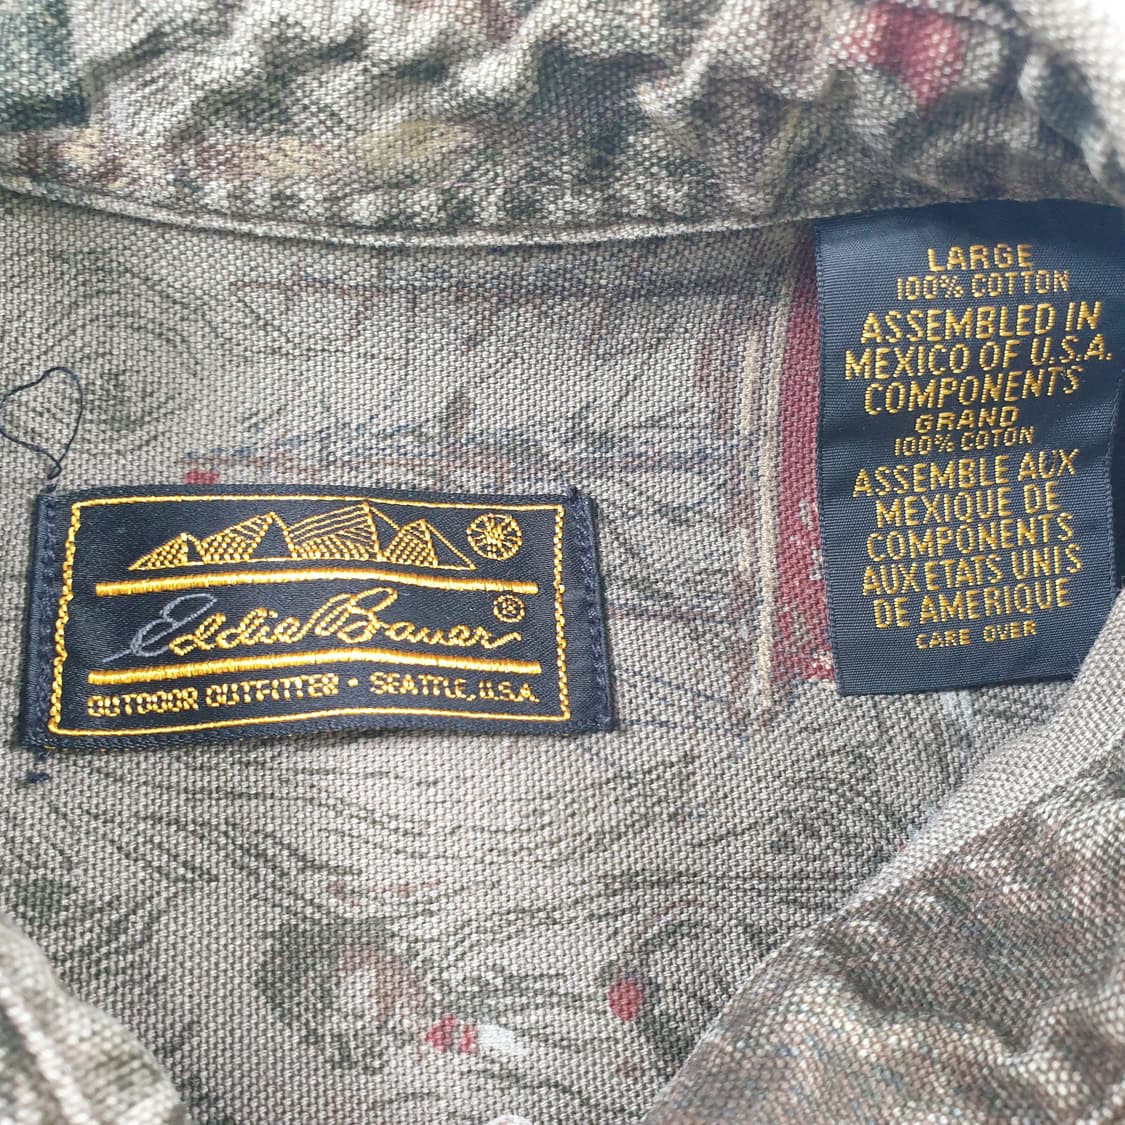 Eddie Bauer ®
OUTDOOR OUTFITTER • SEATTLE, U.S.A.
LARGE
100% COTTON
ASSEMBLED IN
MEXICO OF U.S.A.
COMPONENTS
GRAND
100% COTON
ASSEMBLE AUX
MEXIQUE DE
COMPONENTS
AUX ETATS UNIS
DE AMERIQUE
CARE OVER